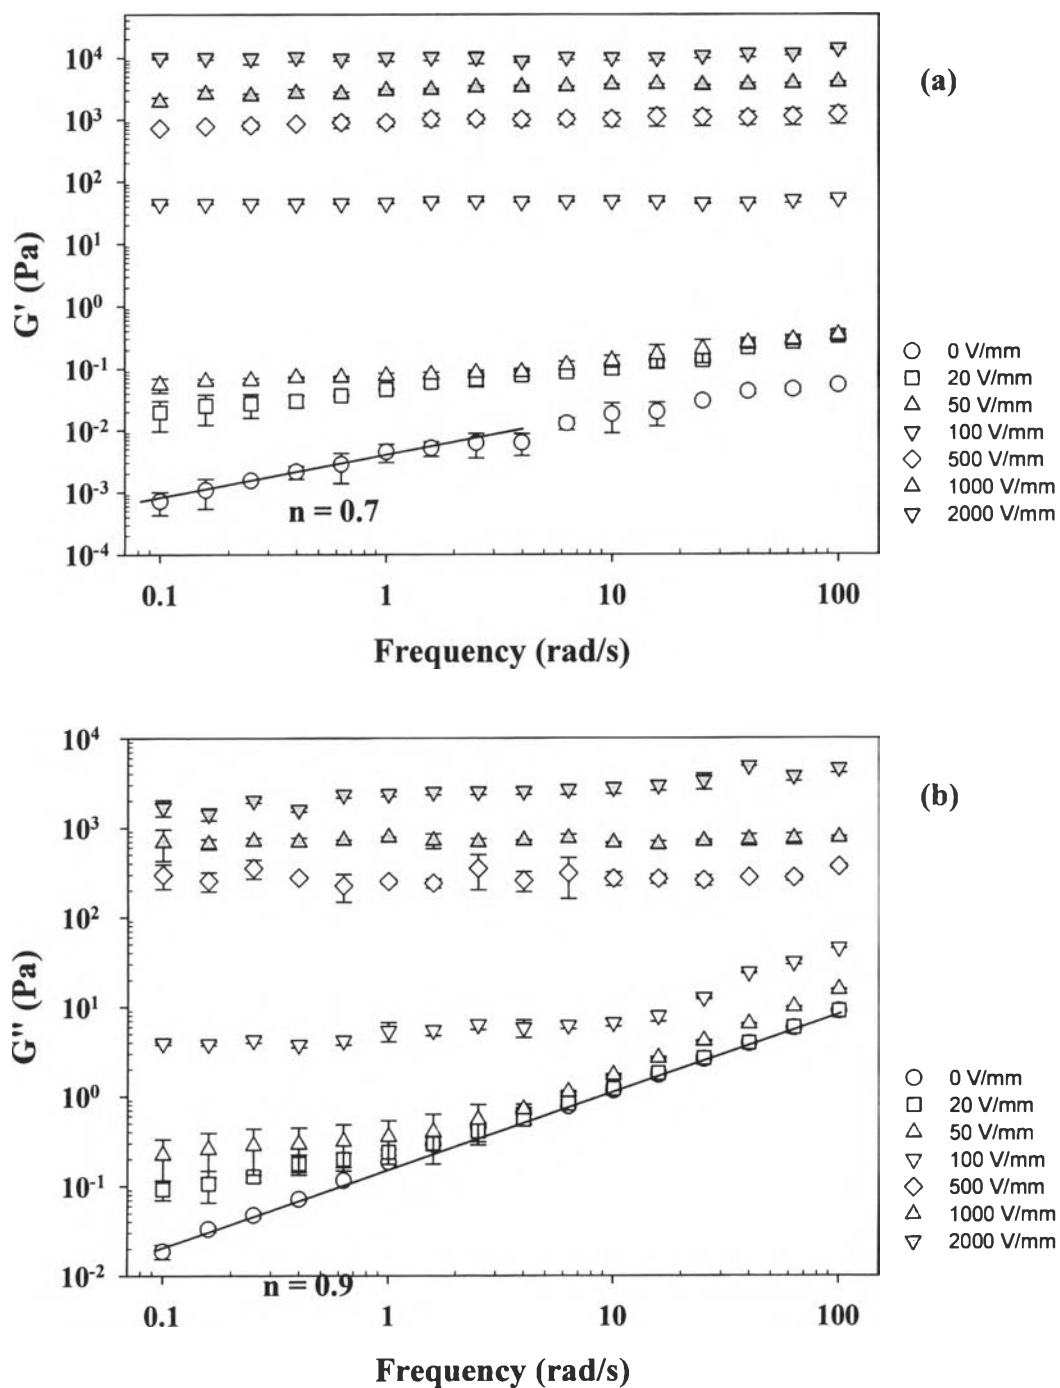 (a)
10⁴
10³
10²
10¹
10⁰
10⁻¹
10⁻²
10⁻³
10⁻⁴
G' (Pa)
n = 0.7
0.1 1 10 100
Frequency (rad/s)
0 V/mm
20 V/mm
50 V/mm
100 V/mm
500 V/mm
1000 V/mm
2000 V/mm
(b)
10⁴
10³
10²
10¹
10⁰
10⁻¹
10⁻²
G" (Pa)
n = 0.9
0.1 1 10 100
Frequency (rad/s)
0 V/mm
20 V/mm
50 V/mm
100 V/mm
500 V/mm
1000 V/mm
2000 V/mm